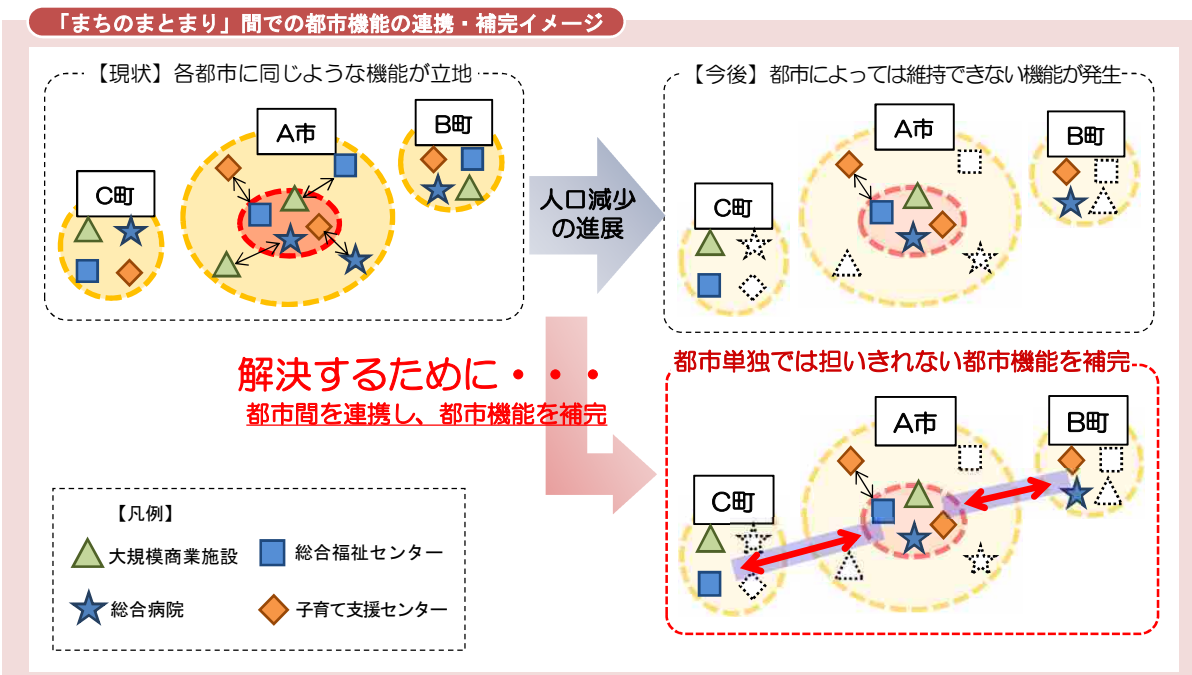 「まちのまとまり」間での都市機能の連携・補完イメージ
【現状】各都市に同じような機能が立地
A市
B町
C町
人口減少
の進展
【今後】都市によっては維持できない機能が発生
A市
B町
C町
解決するために・・・
都市間を連携し、都市機能を補完
都市単独では担いきれない都市機能を補完
A市
B町
C町
【凡例】
大規模商業施設
総合福祉センター
総合病院
子育て支援センター